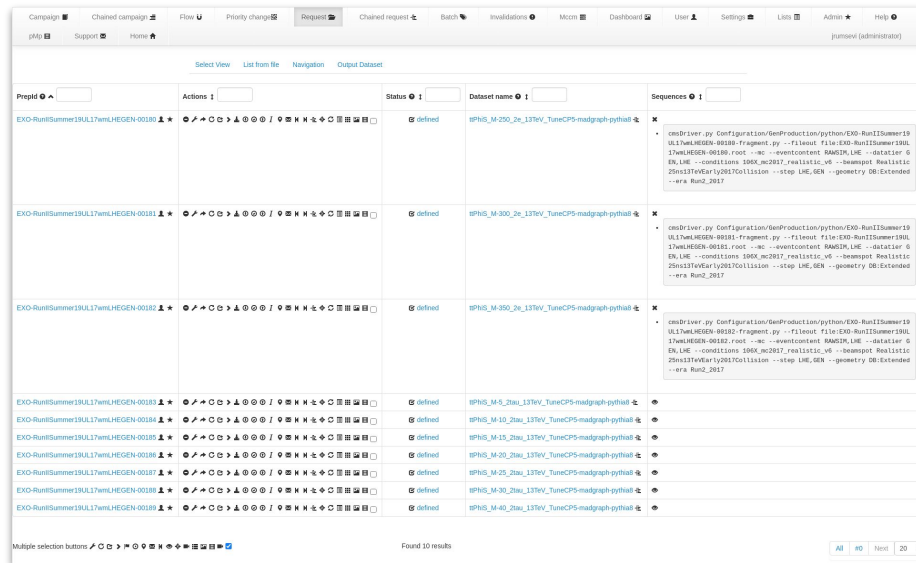 Campaign Chained campaign Flow Priority change Request Chained request Batch Invalidations Mccm Dashboard User Settings Lists Admin Help
pMp Support Home jrumsevi (administrator)
Select View List from file Navigation Output Dataset
PrepId Actions Status Dataset name Sequences
EXO-RunIISummer19UL17wmLHEGEN-00180 defined ttPhiS_M-250_2e_13TeV_TuneCP5-madgraph-pythia8
cmsDriver.py Configuration/GenProduction/python/EXO-RunIISummer19
UL17wmLHEGEN-00180-fragment.py --fileout file:EXO-RunIISummer19UL
17wmLHEGEN-00180.root --mc --eventcontent RAWSIM,LHE --datatier G
EN,LHE --conditions 106X_mc2017_realistic_v6 --beamspot Realistic
25ns13TeVEarly2017Collision --step LHE,GEN --geometry DB:Extended
--era Run2_2017
EXO-RunIISummer19UL17wmLHEGEN-00181 defined ttPhiS_M-300_2e_13TeV_TuneCP5-madgraph-pythia8
cmsDriver.py Configuration/GenProduction/python/EXO-RunIISummer19
UL17wmLHEGEN-00181-fragment.py --fileout file:EXO-RunIISummer19UL
17wmLHEGEN-00181.root --mc --eventcontent RAWSIM,LHE --datatier G
EN,LHE --conditions 106X_mc2017_realistic_v6 --beamspot Realistic
25ns13TeVEarly2017Collision --step LHE,GEN --geometry DB:Extended
--era Run2_2017
EXO-RunIISummer19UL17wmLHEGEN-00182 defined ttPhiS_M-350_2e_13TeV_TuneCP5-madgraph-pythia8
cmsDriver.py Configuration/GenProduction/python/EXO-RunIISummer19
UL17wmLHEGEN-00182-fragment.py --fileout file:EXO-RunIISummer19UL
17wmLHEGEN-00182.root --mc --eventcontent RAWSIM,LHE --datatier G
EN,LHE --conditions 106X_mc2017_realistic_v6 --beamspot Realistic
25ns13TeVEarly2017Collision --step LHE,GEN --geometry DB:Extended
--era Run2_2017
EXO-RunIISummer19UL17wmLHEGEN-00183 defined ttPhiS_M-5_2tau_13TeV_TuneCP5-madgraph-pythia8
EXO-RunIISummer19UL17wmLHEGEN-00184 defined ttPhiS_M-10_2tau_13TeV_TuneCP5-madgraph-pythia8
EXO-RunIISummer19UL17wmLHEGEN-00185 defined ttPhiS_M-15_2tau_13TeV_TuneCP5-madgraph-pythia8
EXO-RunIISummer19UL17wmLHEGEN-00186 defined ttPhiS_M-20_2tau_13TeV_TuneCP5-madgraph-pythia8
EXO-RunIISummer19UL17wmLHEGEN-00187 defined ttPhiS_M-25_2tau_13TeV_TuneCP5-madgraph-pythia8
EXO-RunIISummer19UL17wmLHEGEN-00188 defined ttPhiS_M-30_2tau_13TeV_TuneCP5-madgraph-pythia8
EXO-RunIISummer19UL17wmLHEGEN-00189 defined ttPhiS_M-40_2tau_13TeV_TuneCP5-madgraph-pythia8
Multiple selection buttons Found 10 results All #0 Next 20